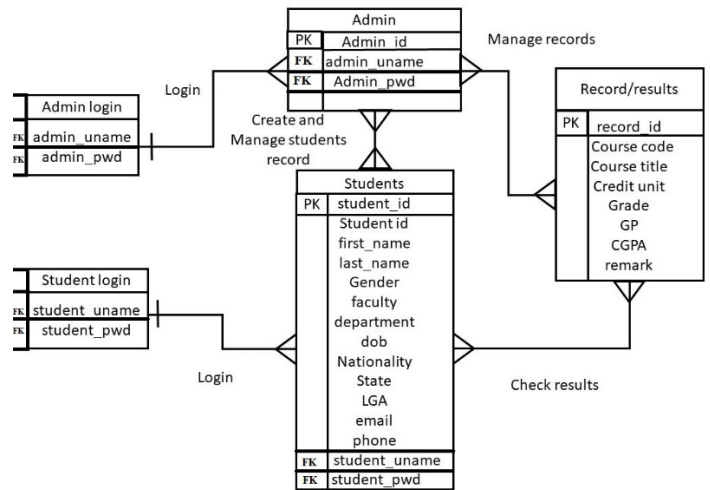 Admin
PK Admin_id
FK admin_uname
FK Admin_pwd
Manage records
Login
Admin login
FK admin_uname
FK admin_pwd
Create and
Manage students
record
Record/results
PK record_id
Course code
Course title
Credit unit
Grade
GP
CGPA
remark
Students
PK student_id
Student id
first_name
last_name
Gender
faculty
department
dob
Nationality
State
LGA
email
phone
FK student_uname
FK student_pwd
Student login
FK student_uname
FK student_pwd
Login
Check results